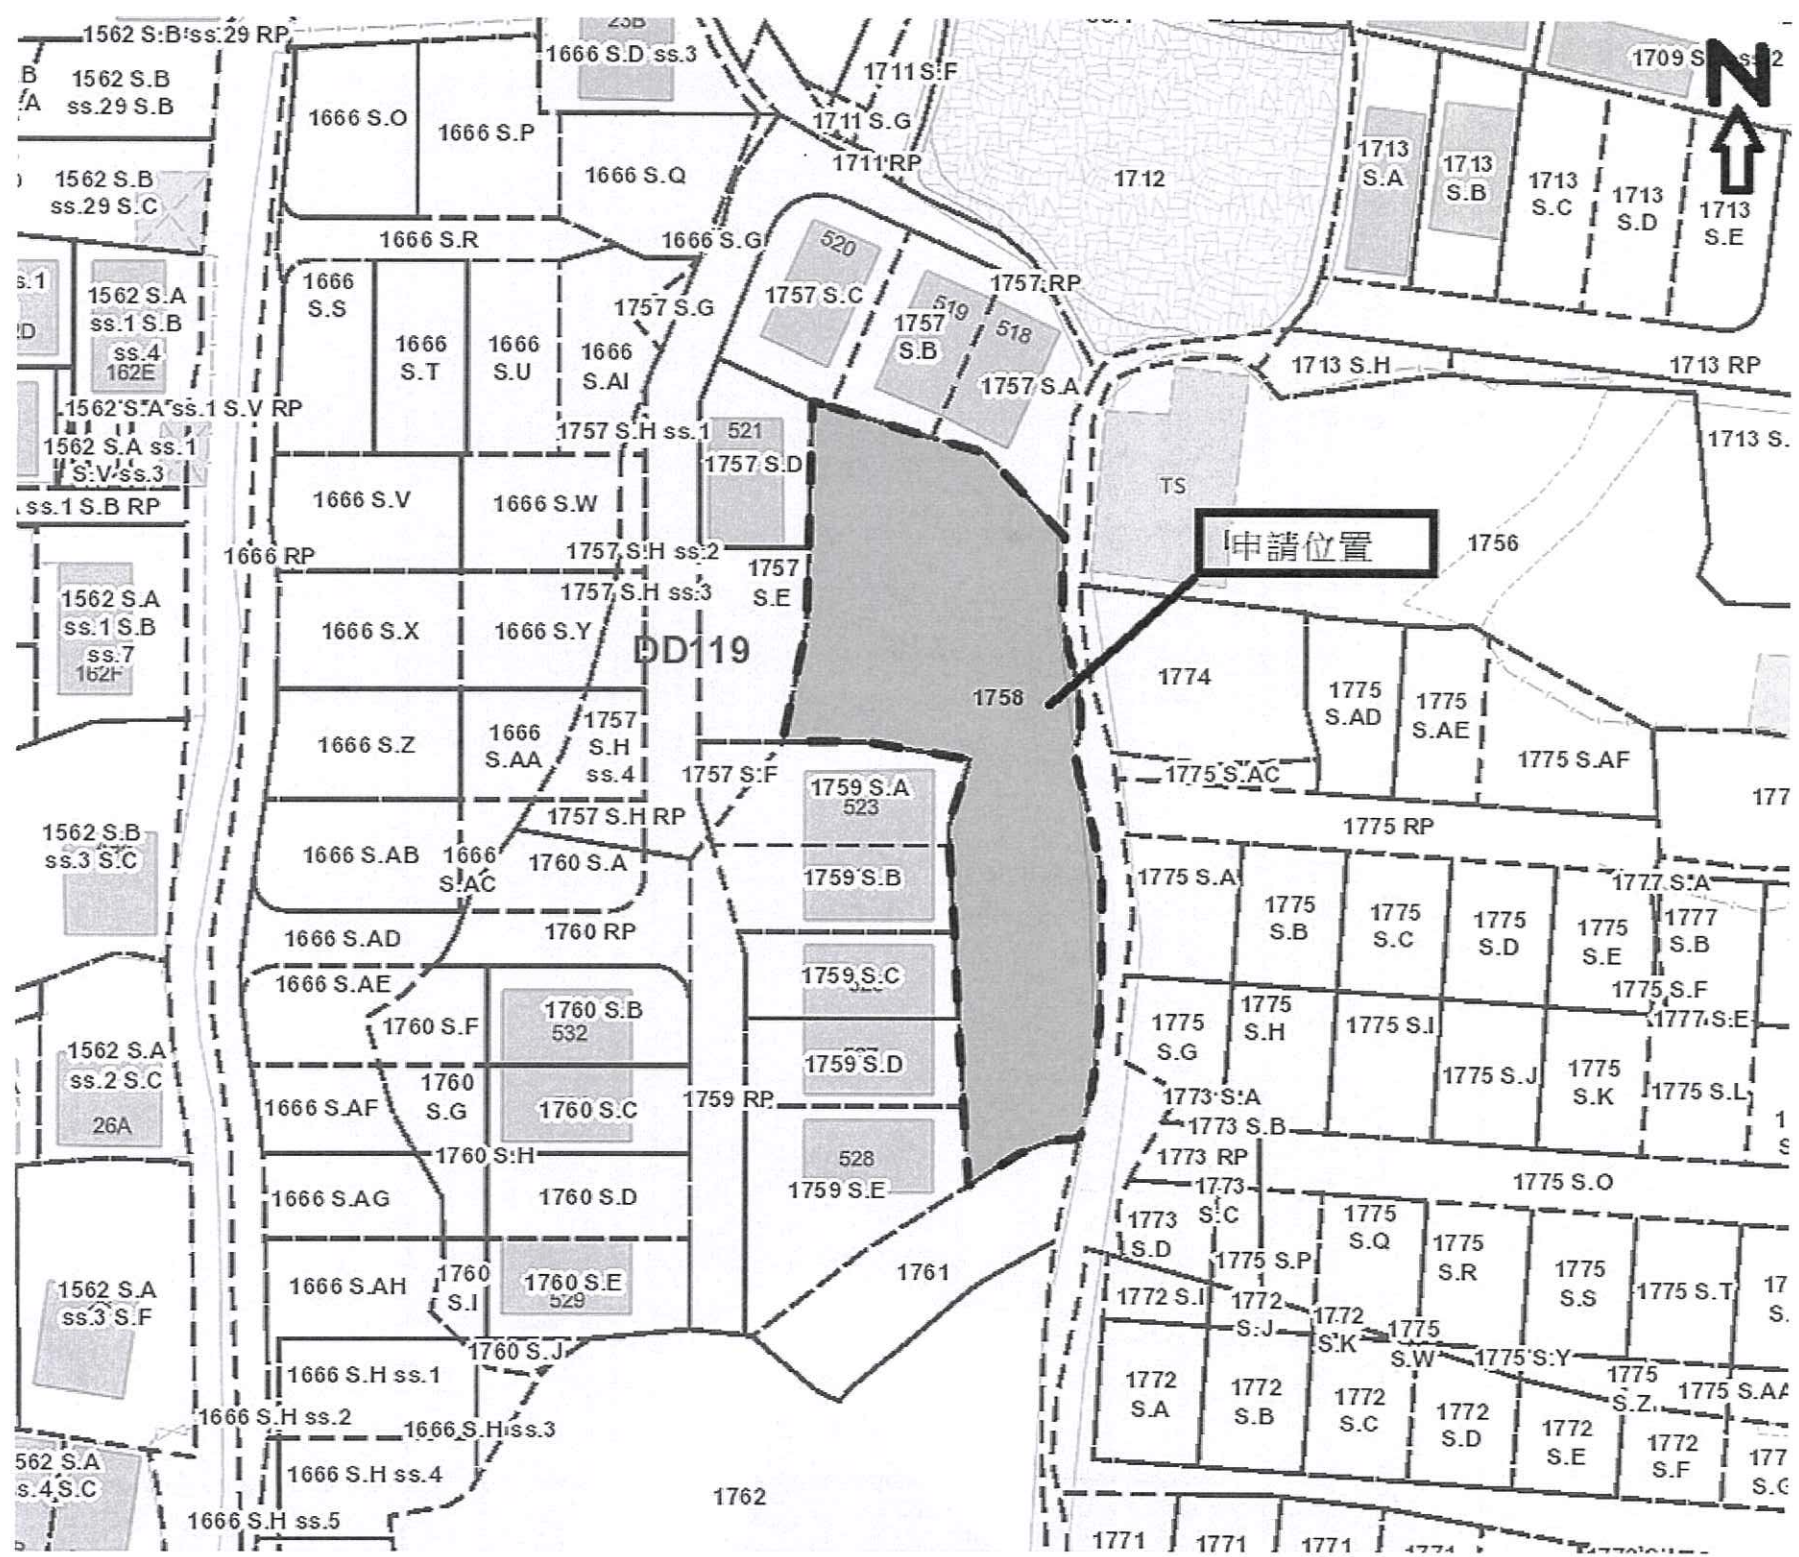 1562 S.B ss.29 RP
23B
1666 S.D ss.3
1711 S.F
1709 S
ss.2
N
1562 S.B
ss.29 S.B
1666 S.O
1666 S.P
1711 S.G
1711 RP
1712
1713
S.A
1713
S.B
1713
S.C
1713
S.D
1713
S.E
1562 S.B
ss.29 S.C
1666 S.Q
1666 S.R
1666 S.G
520
1757 S.C
1757 RP
1757 S.G
519
1757
S.B
518
1757 S.A
1562 S.A
ss.1 S.B
ss.4
162E
1666
S.S
1666
S.T
1666
S.U
1666
S.AI
1713 S.H
1713 RP
1562 S.A ss.1 S.V RP
1562 S.A ss.1
S.V ss.3
ss.1 S.B RP
1757 S.H ss.1
521
1757 S.D
1713 S.
TS
1666 S.V
1666 S.W
1666 RP
1757 S.H ss.2
1757 S.H ss.3
1757
S.E
申請位置
1756
1562 S.A
ss.1 S.B
ss.7
162F
1666 S.X
1666 S.Y
DD119
1758
1774
1775
S.AD
1775
S.AE
1775 S.AF
1666 S.Z
1666
S.AA
1757
S.H
ss.4
1757 S.F
1775 S.AC
1759 S.A
523
1757 S.H RP
1775 RP
177
1562 S.B
ss.3 S.C
1666 S.AB
1666
S.AC
1760 S.A
1759 S.B
1775 S.A
1777 S.A
1775
S.B
1775
S.C
1775
S.D
1775
S.E
1777
S.B
1666 S.AD
1760 RP
1666 S.AE
1759 S.C
1775 S.F
1777 S.E
1760 S.F
1760 S.B
532
1775
S.G
1775
S.H
1775 S.I
1775 S.J
1775
S.K
1775 S.L
1562 S.A
ss.2 S.C
26A
1759 S.D
1666 S.AF
1760
S.G
1760 S.C
1759 RP
1773 S.A
1773 S.B
1760 S.H
528
1759 S.E
1773 RP
1773
S.C
1775 S.O
1666 S.AG
1760 S.D
1773
S.D
1775 S.P
1775
S.Q
1775
S.R
1775
S.S
1775 S.T
17
S.
1562 S.A
ss.3 S.F
1666 S.AH
1760
S.I
1760 S.E
529
1761
1772 S.I
1772
S.J
1772
S.K
1775
S.W
1775 S.Y
1775
S.Z
1775 S.AA
1760 S.J
1666 S.H ss.1
1666 S.H ss.2
1666 S.H ss.3
1666 S.H ss.4
1666 S.H ss.5
1772
S.A
1772
S.B
1772
S.C
1772
S.D
1772
S.E
1772
S.F
177
S.G
562 S.A
s.4 S.C
1762
1771
1771
1771
1771